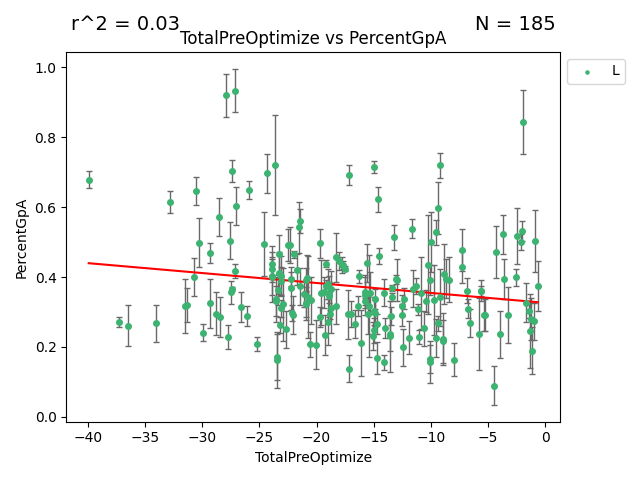 r^2 = 0.03
N = 185
TotalPreOptimize vs PercentGpA
L
PercentGpA
1.0
0.8
0.6
0.4
0.2
0.0
−40 −35 −30 −25 −20 −15 −10 −5 0
TotalPreOptimize